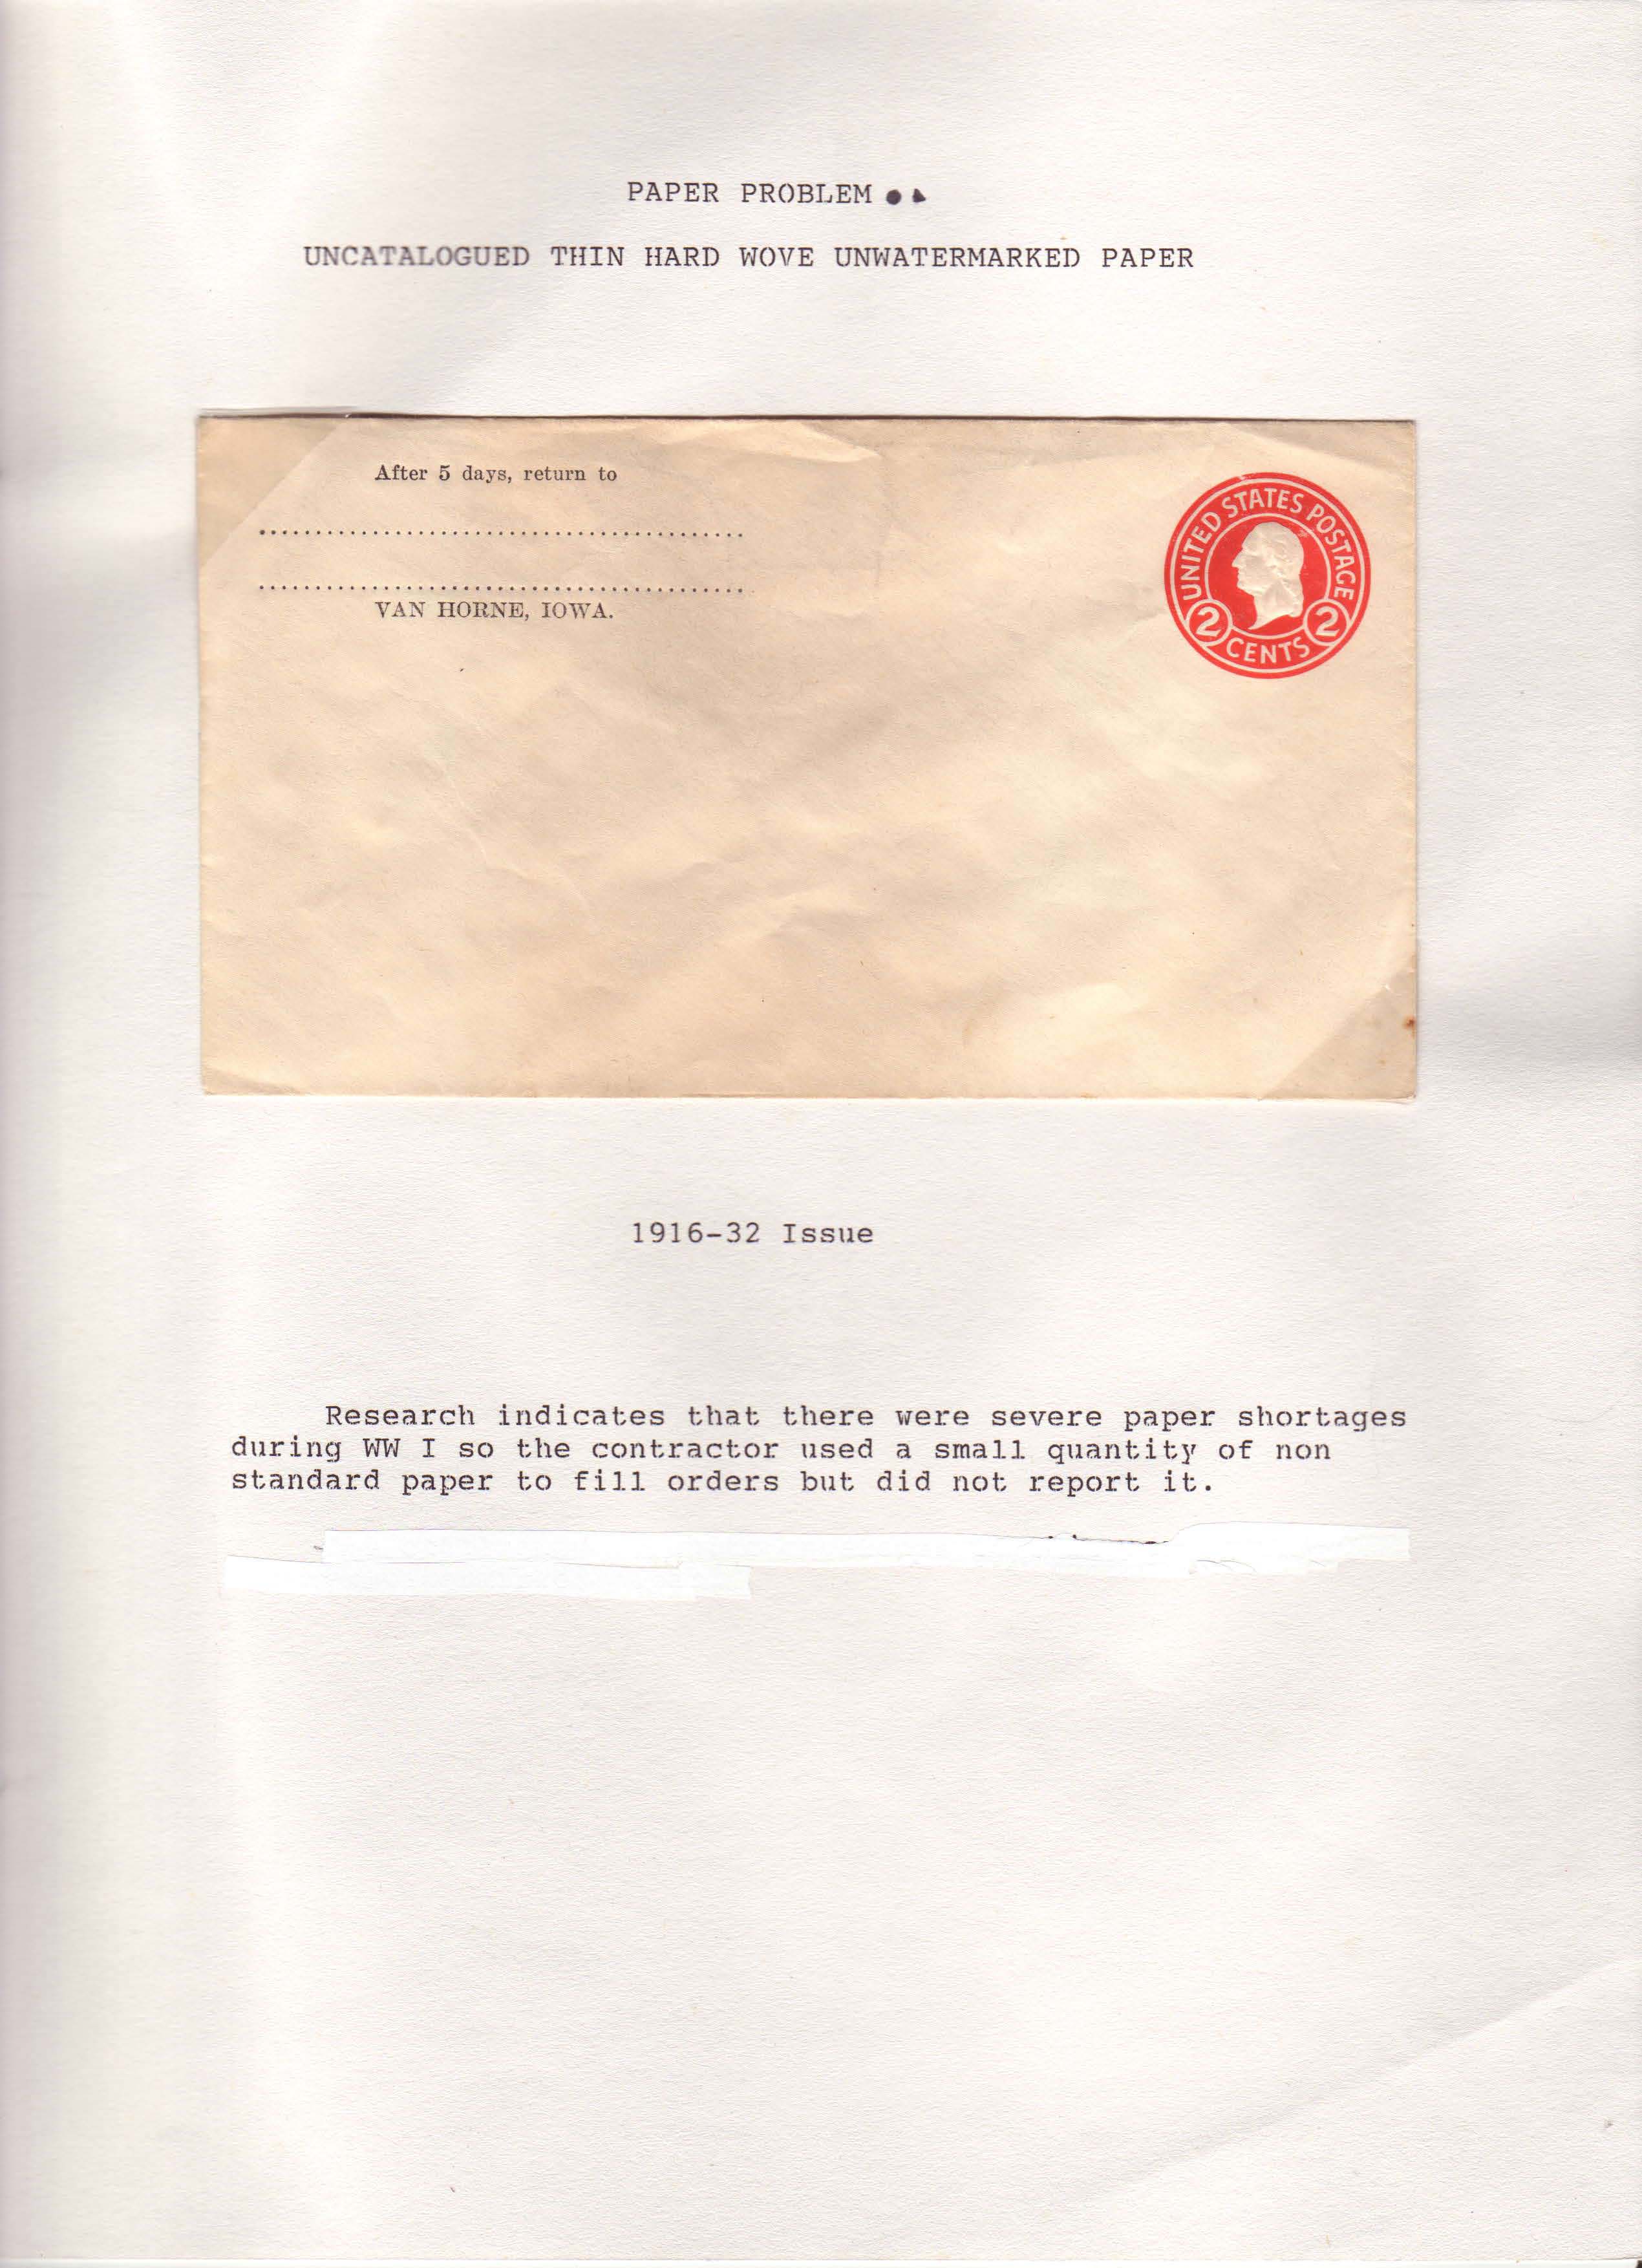 PAPER PROBLEM
UNCATALOGUED THIN HARD WOVE UNWATERMARKED PAPER
After 5 days, return to
VAN HORNE, IOWA.
UNITED STATES POSTAGE
2 2
CENTS
1916-32 Issue
Research indicates that there were severe paper shortages
during WW I so the contractor used a small quantity of non
standard paper to fill orders but did not report it.